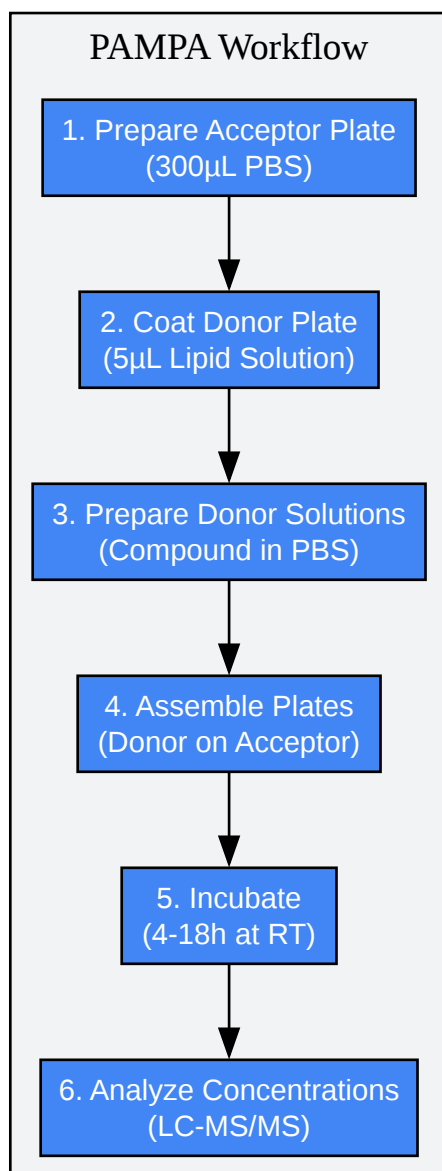 PAMPA Workflow
1. Prepare Acceptor Plate
(300µL PBS)
2. Coat Donor Plate
(5µL Lipid Solution)
3. Prepare Donor Solutions
(Compound in PBS)
4. Assemble Plates
(Donor on Acceptor)
5. Incubate
(4-18h at RT)
6. Analyze Concentrations
(LC-MS/MS)